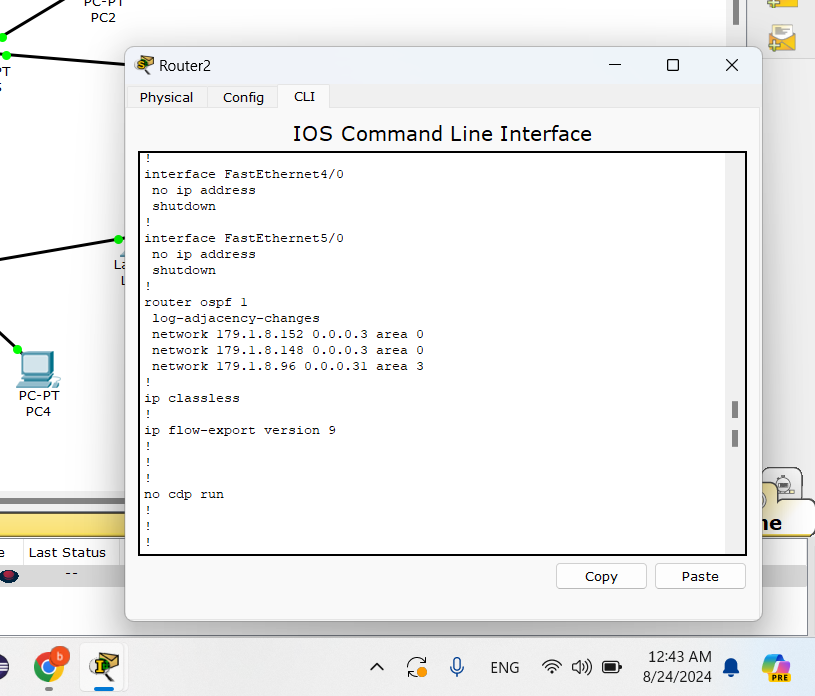 PC-PT
PC2
Router2
Physical
Config
CLI
IOS Command Line Interface
!
interface FastEthernet4/0
no ip address
shutdown
!
interface FastEthernet5/0
no ip address
shutdown
!
router ospf 1
log-adjacency-changes
network 179.1.8.152 0.0.0.3 area 0
network 179.1.8.148 0.0.0.3 area 0
network 179.1.8.96 0.0.0.31 area 3
!
ip classless
!
ip flow-export version 9
!
!
!
no cdp run
!
!
!
Copy
Paste
PC-PT
PC4
Last Status
--
ENG
12:43 AM
8/24/2024
PRE